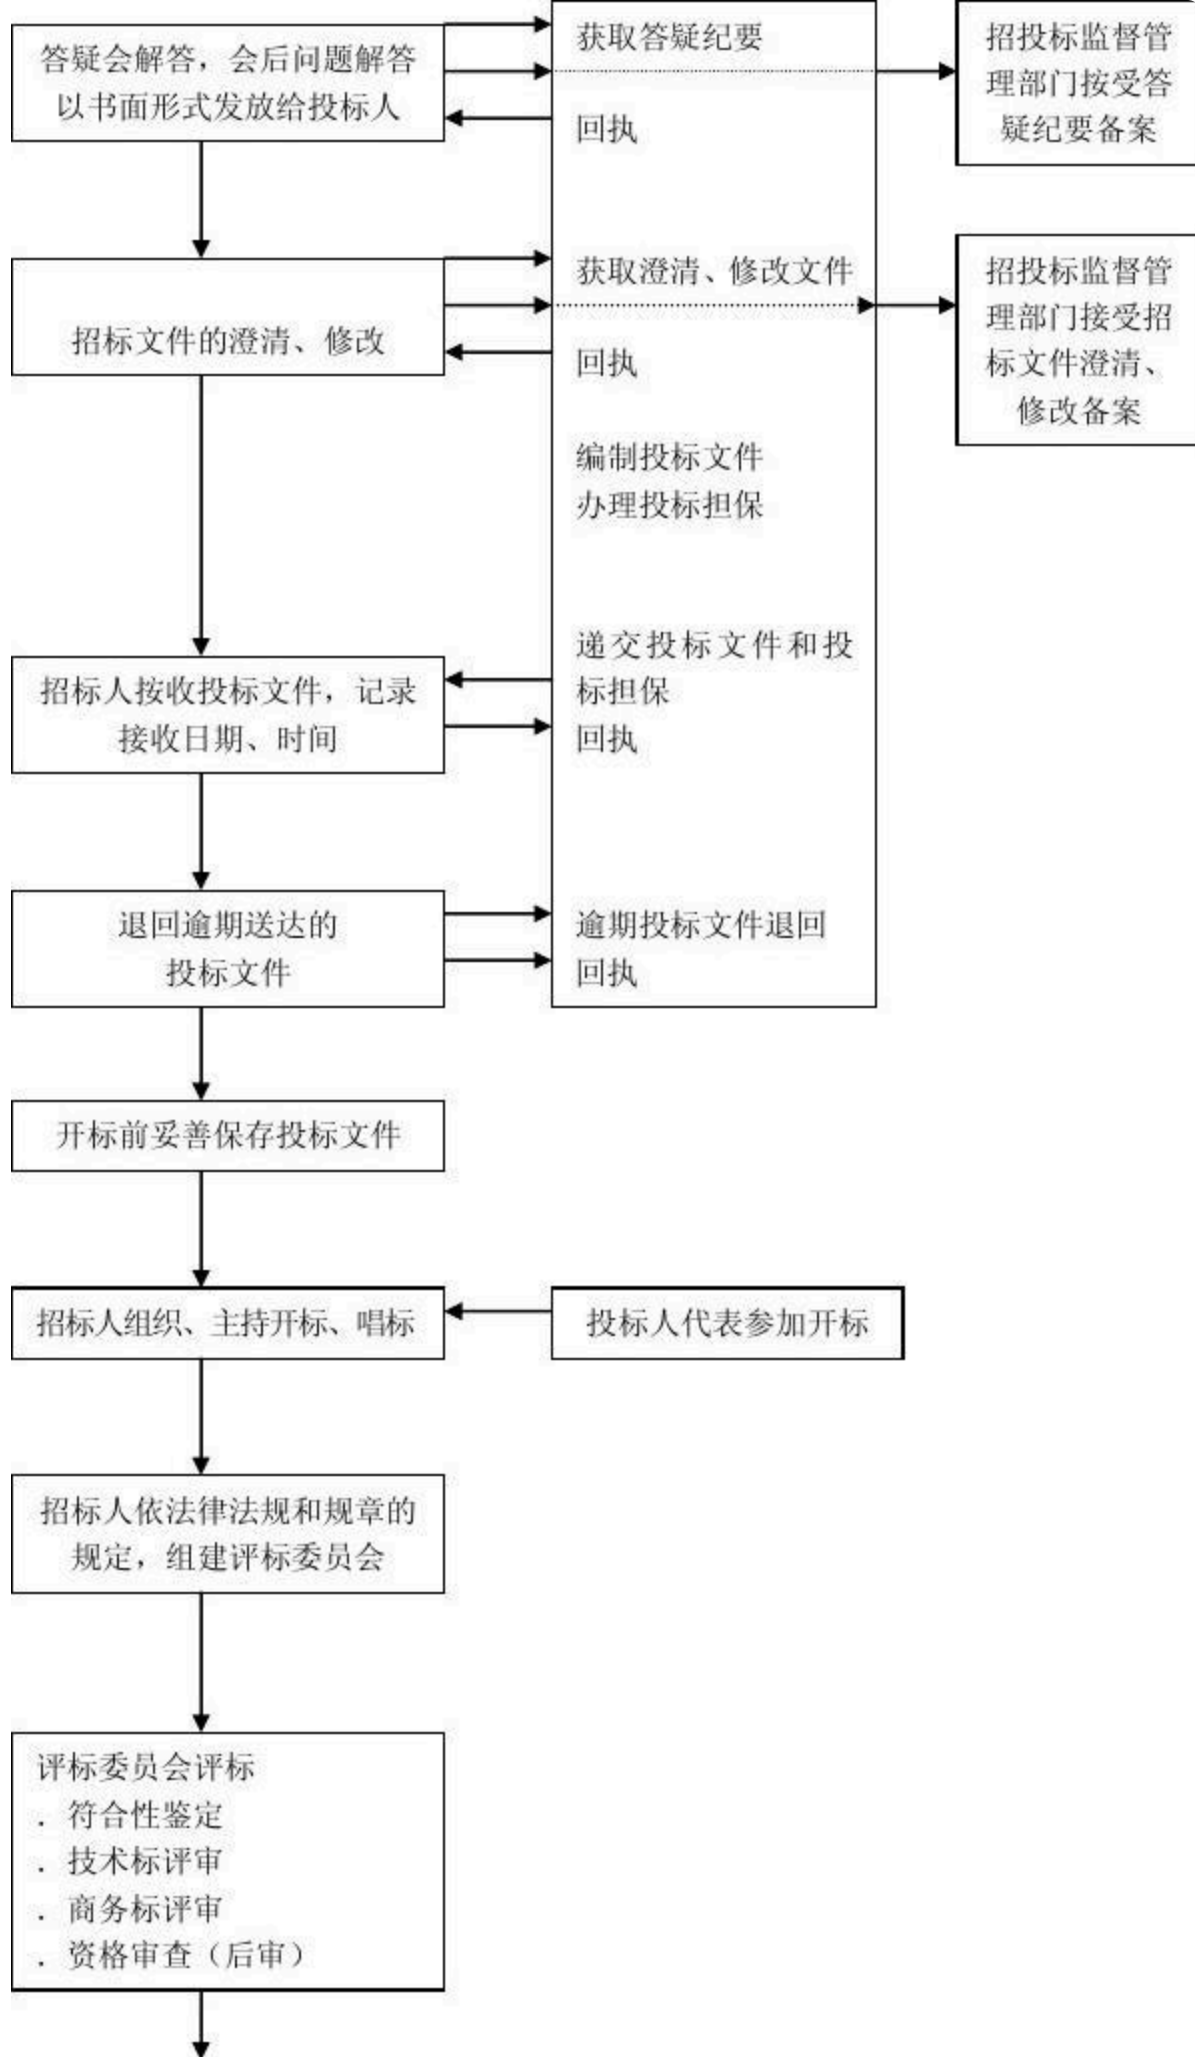 答疑会解答，会后问题解答
以书面形式发放给投标人
获取答疑纪要
回执
招投标监督管
理部门按受答
疑纪要备案
招标文件的澄清、修改
获取澄清、修改文件
回执
招投标监督管
理部门接受招
标文件澄清、
修改备案
编制投标文件
办理投标担保
招标人按收投标文件，记录
接收日期、时间
递交投标文件和投
标担保
回执
退回逾期送达的
投标文件
逾期投标文件退回
回执
开标前妥善保存投标文件
招标人组织、主持开标、唱标
投标人代表参加开标
招标人依法律法规和规章的
规定，组建评标委员会
评标委员会评标
．符合性鉴定
．技术标评审
．商务标评审
．资格审查（后审）